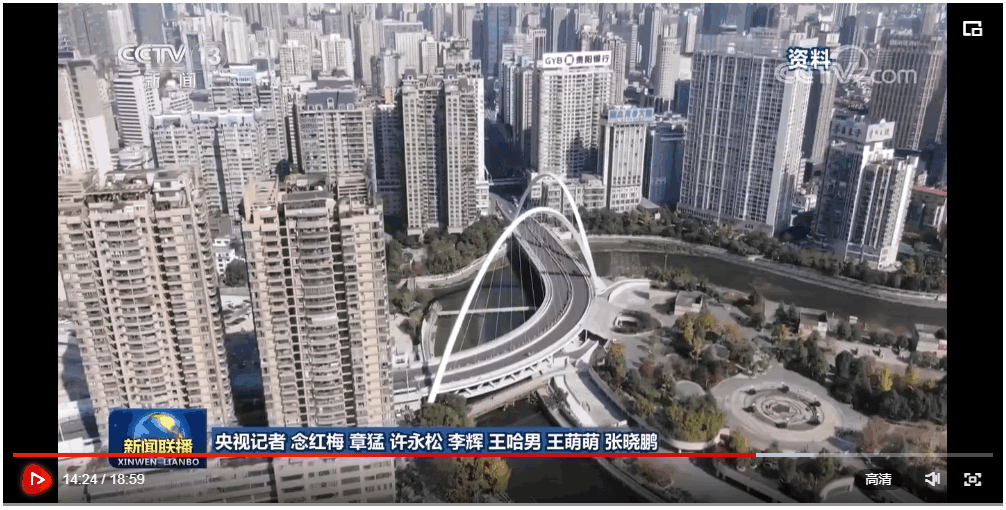 CCTV 13
新闻
GYB 贵阳银行
资料
CCTV com
新闻联播
XINWEN LIANBO
央视记者 念红梅 章猛 许永松 李辉 王哈男 王萌萌 张晓鹏
14:24 / 18:59
高清